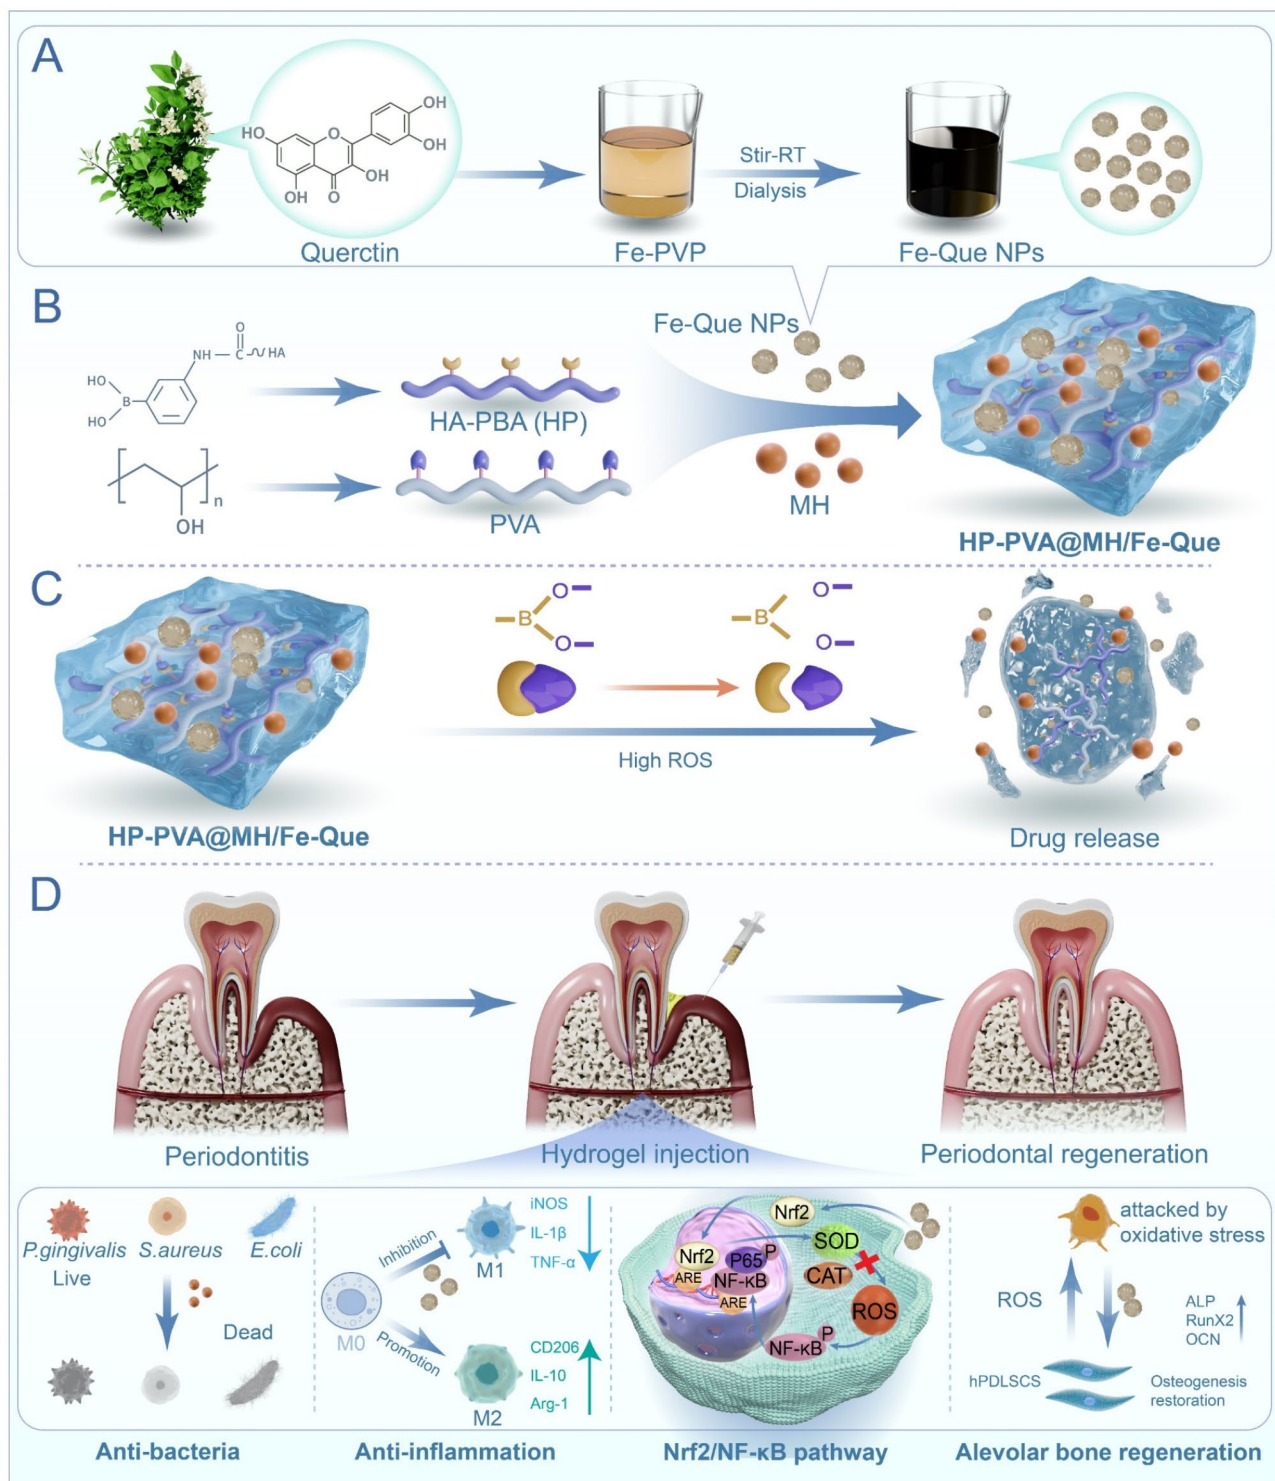 A
HO
O
OH
OH
OH
OH
O
Querctin
Fe-PVP
Stir-RT
Dialysis
Fe-Que NPs
B
O
NH
C
HA
HO
B
HO
HA-PBA (HP)
n
OH
PVA
Fe-Que NPs
MH
HP-PVA@MH/Fe-Que
C
O
B
O
O
B
O
High ROS
HP-PVA@MH/Fe-Que
Drug release
D
Periodontitis
Hydrogel injection
Periodontal regeneration
P.gingivalis
S.aureus
E.coli
Live
Dead
Anti-bacteria
M0
Inhibition
Promotion
M1
M2
iNOS
IL-1β
TNF-α
CD206
IL-10
Arg-1
Anti-inflammation
Nrf2
Nrf2
ARE
P65
P
NF-κB
ARE
SOD
CAT
ROS
NF-κB
P
Nrf2/NF-κB pathway
attacked by
oxidative stress
ROS
ALP
RunX2
OCN
hPDLSCS
Osteogenesis
restoration
Alevolar bone regeneration